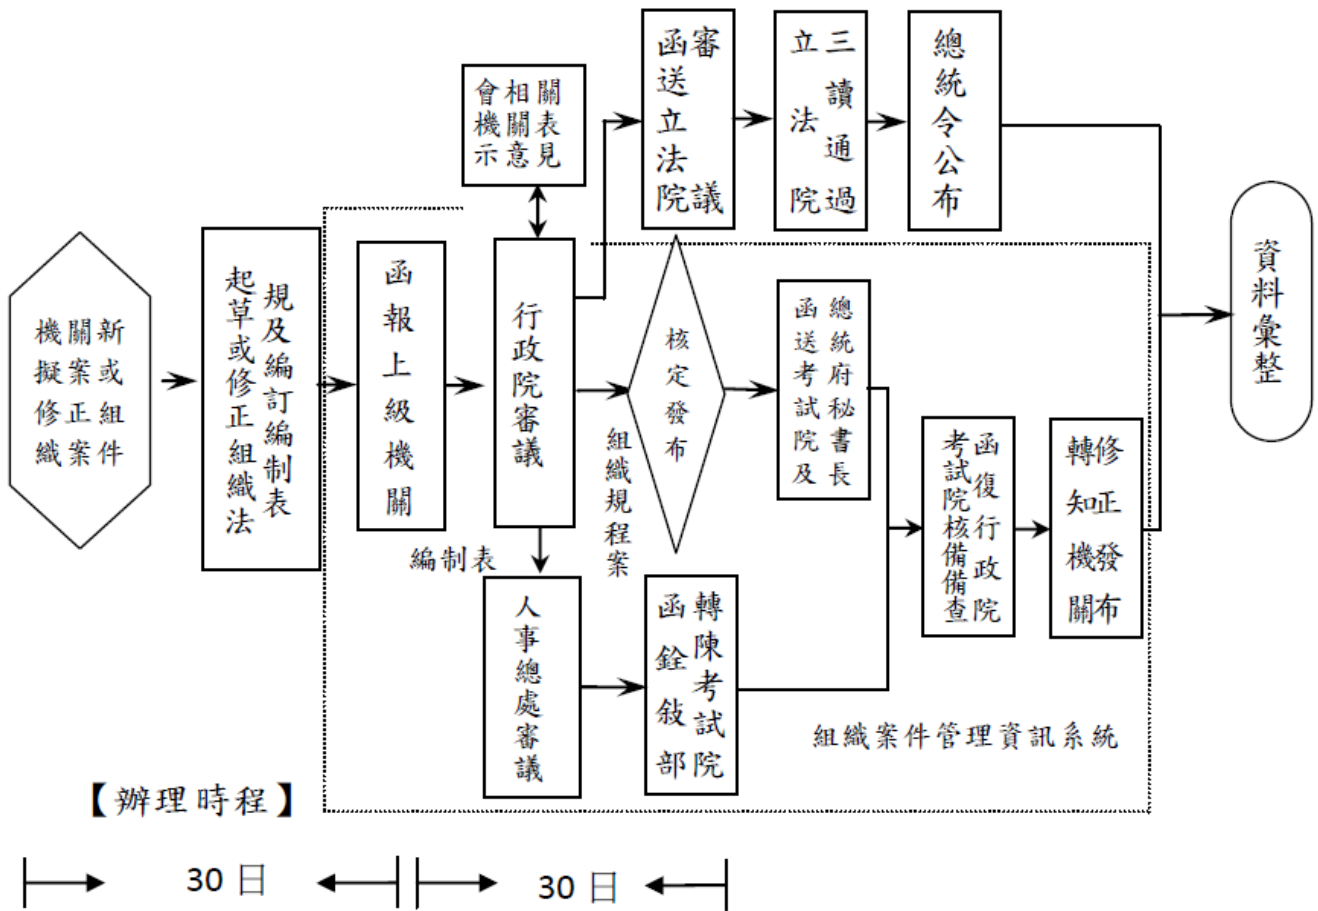 機關新
擬案或
修正組
織案件
起草或修正組織法
規及編訂編制表
函報上級機關
會相關
機關表
示意見
行政院審議
函送立法院
審議
立法院
三讀通過
總統令公布
組織規程案
核定發布
函送考試院及
總統府秘書長
編制表
人事總處審議
函銓敍部
轉陳考試院
考試院核備備查
函復行政院
轉知機關
修正發布
資料彙整
組織案件管理資訊系統
【辦理時程】
30 日
30 日